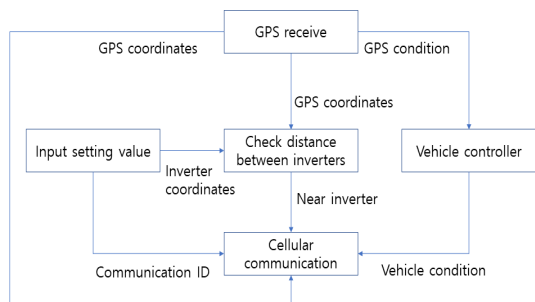 GPS receive
GPS coordinates
GPS condition
GPS coordinates
Input setting value
Check distance
between inverters
Vehicle controller
Inverter
coordinates
Near inverter
Cellular
communication
Communication ID
Vehicle condition